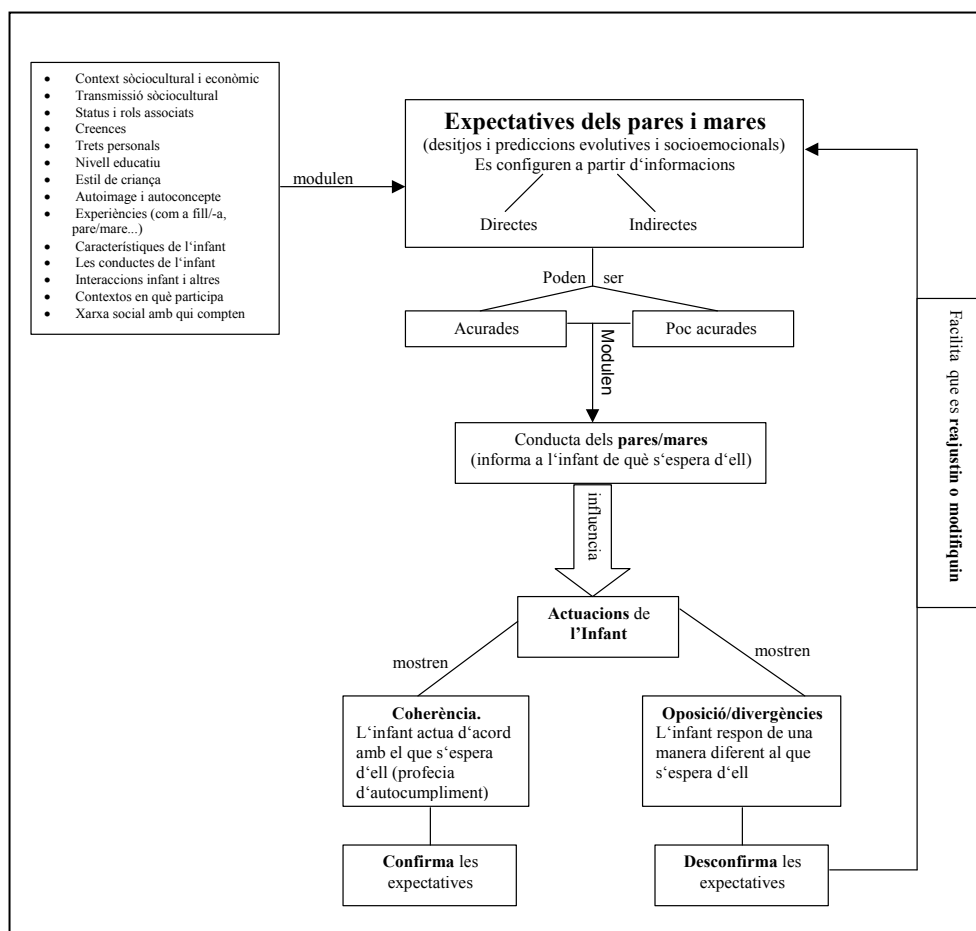 • Context sòciocultural i econòmic
• Transmissió sòciocultural
• Status i rols associats
• Creences
• Trets personals
• Nivell educatiu
• Estil de criança
• Autoimage i autoconcepte
• Experiències (com a fill/-a,
pare/mare...)
• Característiques de l‘infant
• Les conductes de l‘infant
• Interaccions infant i altres
• Contextos en què participa
• Xarxa social amb qui compten
modulen
Expectatives dels pares i mares
(desitjos i prediccions evolutives i socioemocionals)
Es configuren a partir d‘informacions
Directes
Indirectes
Poden ser
Acurades
Poc acurades
Modulen
Conducta dels pares/mares
(informa a l‘infant de què s‘espera d‘ell)
influencia
Actuacions de
l’Infant
mostren
mostren
Coherència.
L‘infant actua d‘acord
amb el que s‘espera
d‘ell (profecia
d‘autocumpliment)
Oposició/divergències
L‘infant respon de una
manera diferent al que
s‘espera d‘ell
Confirma les
expectatives
Desconfirma les
expectatives
Facilita que es reajustin o modifiquin